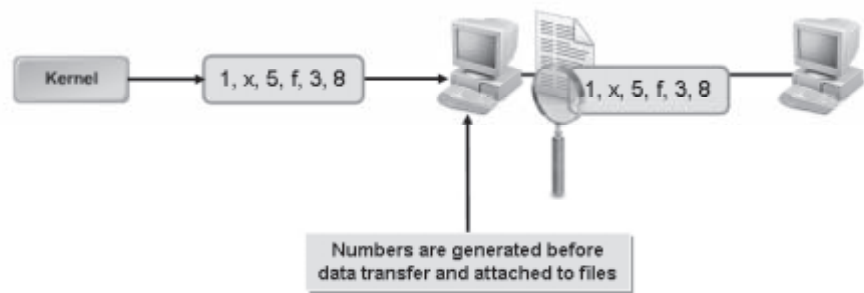 Kernel
1, x, 5, f, 3, 8
1, x, 5, f, 3, 8
Numbers are generated before
data transfer and attached to files